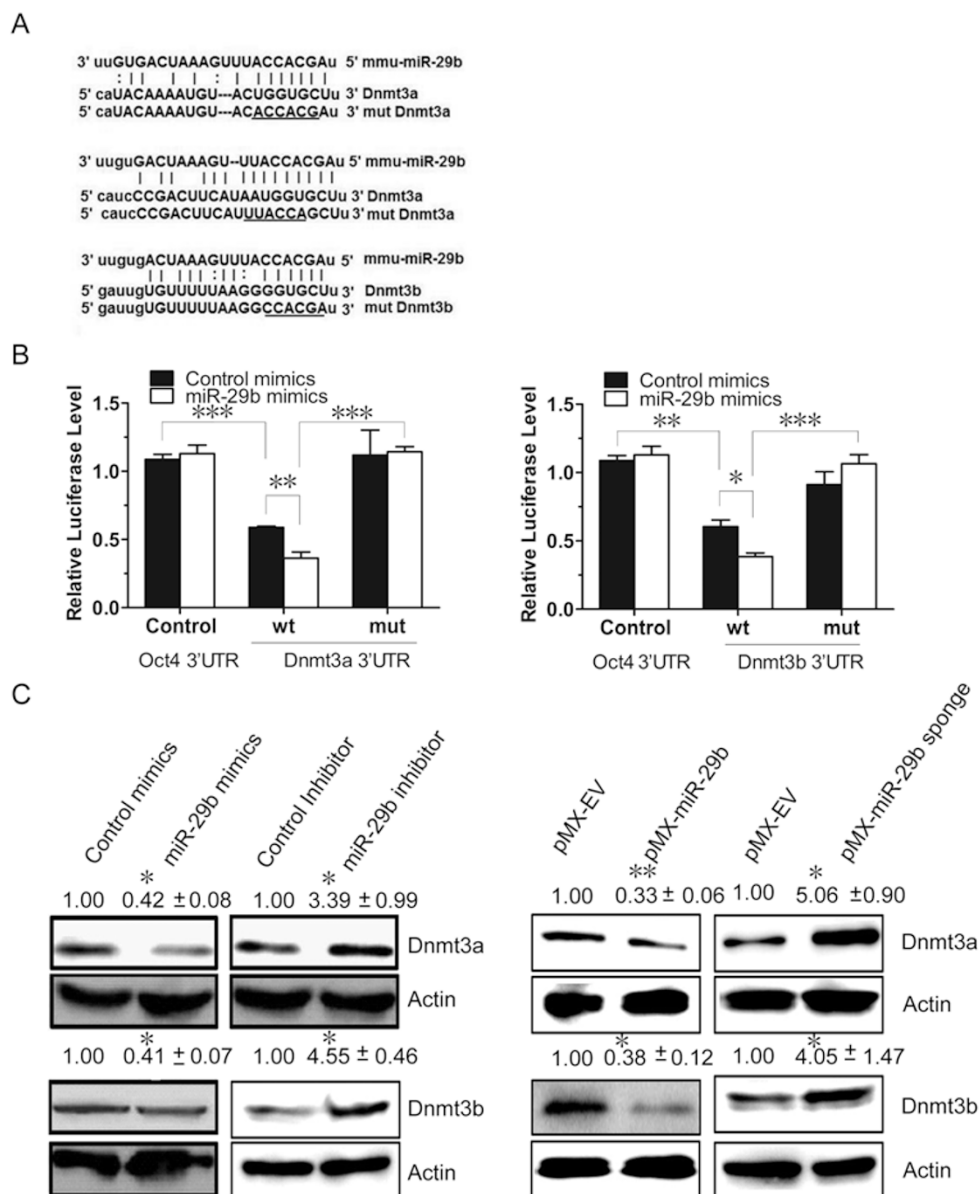 A
3' uuGUGACUAAAGUUUACCACGAu 5' mmu-miR-29b
: | | | | : | | | | | | | |
5' caUACAAAAUGU---ACUGGUGCUu 3' Dnmt3a
5' caUACAAAAUGU---ACACCACGAu 3' mut Dnmt3a
3' uuguGACUAAAGU--UUACCACGAu 5' mmu-miR-29b
5' caucCCGACUUCAUAAUGGUGCUu 3' Dnmt3a
5' caucCCGACUUCAUUUACCAGCUu 3' mut Dnmt3a
3' uugugACUAAAGUUUACCACGAu 5' mmu-miR-29b
5' gauugUGUUUUUAAGGGGUGCUu 3' Dnmt3b
5' gauugUGUUUUUAAGGCCACGAu 3' mut Dnmt3b
B
Relative Luciferase Level
Control mimics
miR-29b mimics
1.5
1.0
0.5
0.0
***
***
**
Control
wt
mut
Oct4 3'UTR
Dnmt3a 3'UTR
Relative Luciferase Level
Control mimics
miR-29b mimics
1.5
1.0
0.5
0.0
**
***
*
Control
wt
mut
Oct4 3'UTR
Dnmt3b 3'UTR
C
Control mimics
miR-29b mimics
Control Inhibitor
miR-29b inhibitor
* *
1.00 0.42 ± 0.08 1.00 3.39 ± 0.99
Dnmt3a
Actin
* *
1.00 0.41 ± 0.07 1.00 4.55 ± 0.46
Dnmt3b
Actin
pMX-EV
pMX-miR-29b
pMX-EV
pMX-miR-29b sponge
** *
1.00 0.33 ± 0.06 1.00 5.06 ±0.90
Dnmt3a
Actin
* *
1.00 0.38 ± 0.12 1.00 4.05 ± 1.47
Dnmt3b
Actin